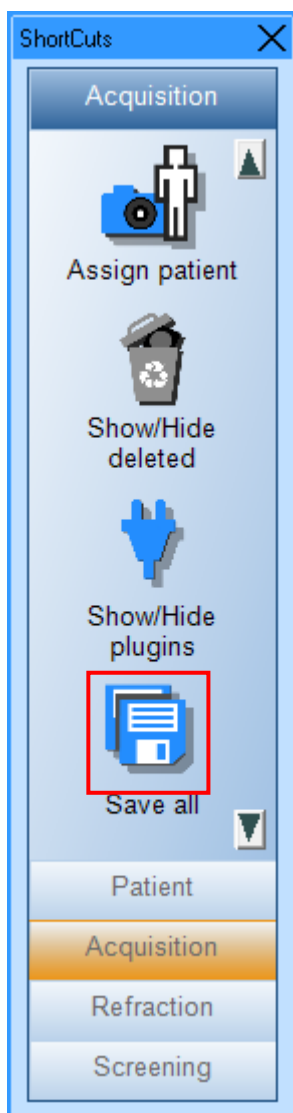 ShortCuts
Acquisition
Assign patient
Show/Hide
deleted
Show/Hide
plugins
Save all
Patient
Acquisition
Refraction
Screening